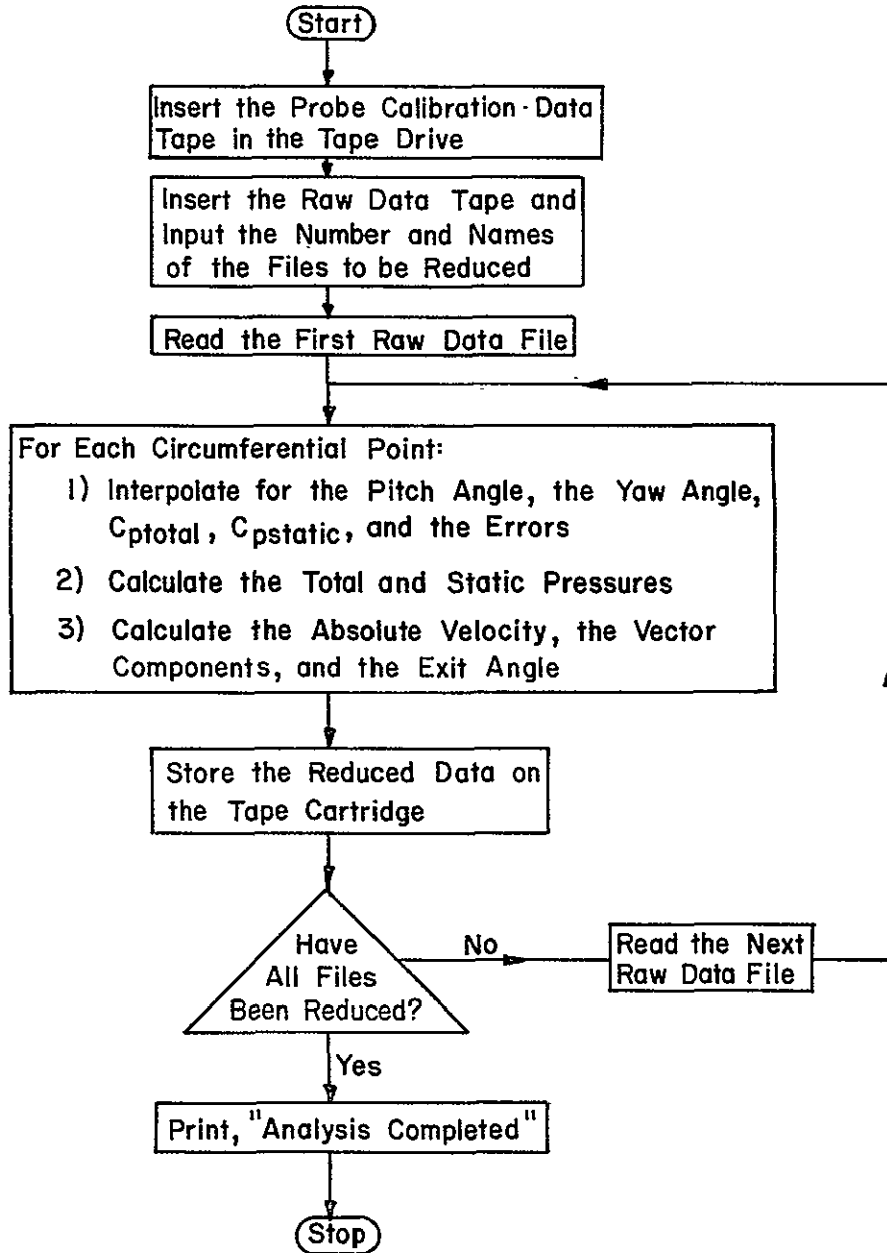 Start
Insert the Probe Calibration-Data
Tape in the Tape Drive
Insert the Raw Data Tape and
Input the Number and Names
of the Files to be Reduced
Read the First Raw Data File
For Each Circumferential Point:
1) Interpolate for the Pitch Angle, the Yaw Angle,
Cptotal, Cpstatic, and the Errors
2) Calculate the Total and Static Pressures
3) Calculate the Absolute Velocity, the Vector
Components, and the Exit Angle
Store the Reduced Data on
the Tape Cartridge
Have
All Files
Been Reduced?
No
Read the Next
Raw Data File
Yes
Print, "Analysis Completed"
Stop